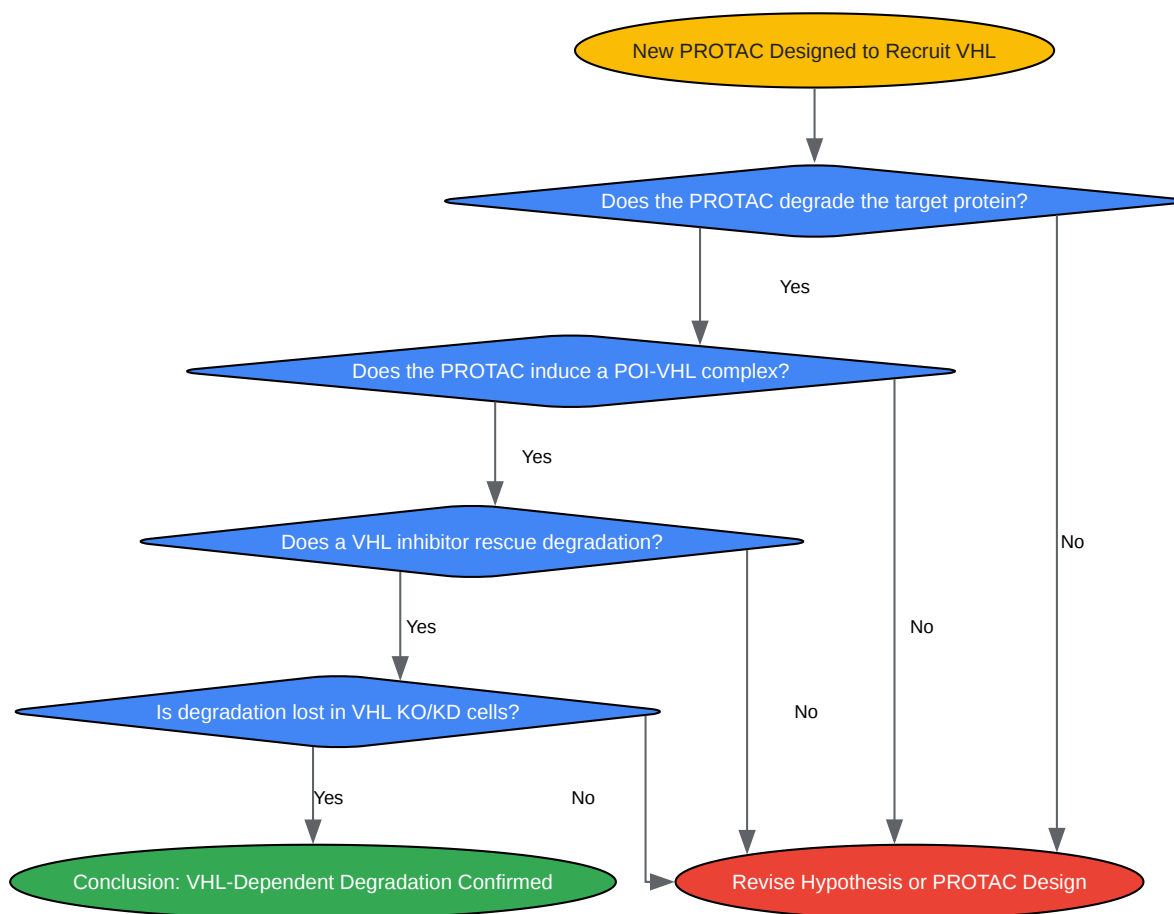 New PROTAC Designed to Recruit VHL
Does the PROTAC degrade the target protein?
Yes
Does the PROTAC induce a POI-VHL complex?
Yes
Does a VHL inhibitor rescue degradation?
No
Yes
No
Is degradation lost in VHL KO/KD cells?
No
Yes
No
Conclusion: VHL-Dependent Degradation Confirmed
Revise Hypothesis or PROTAC Design